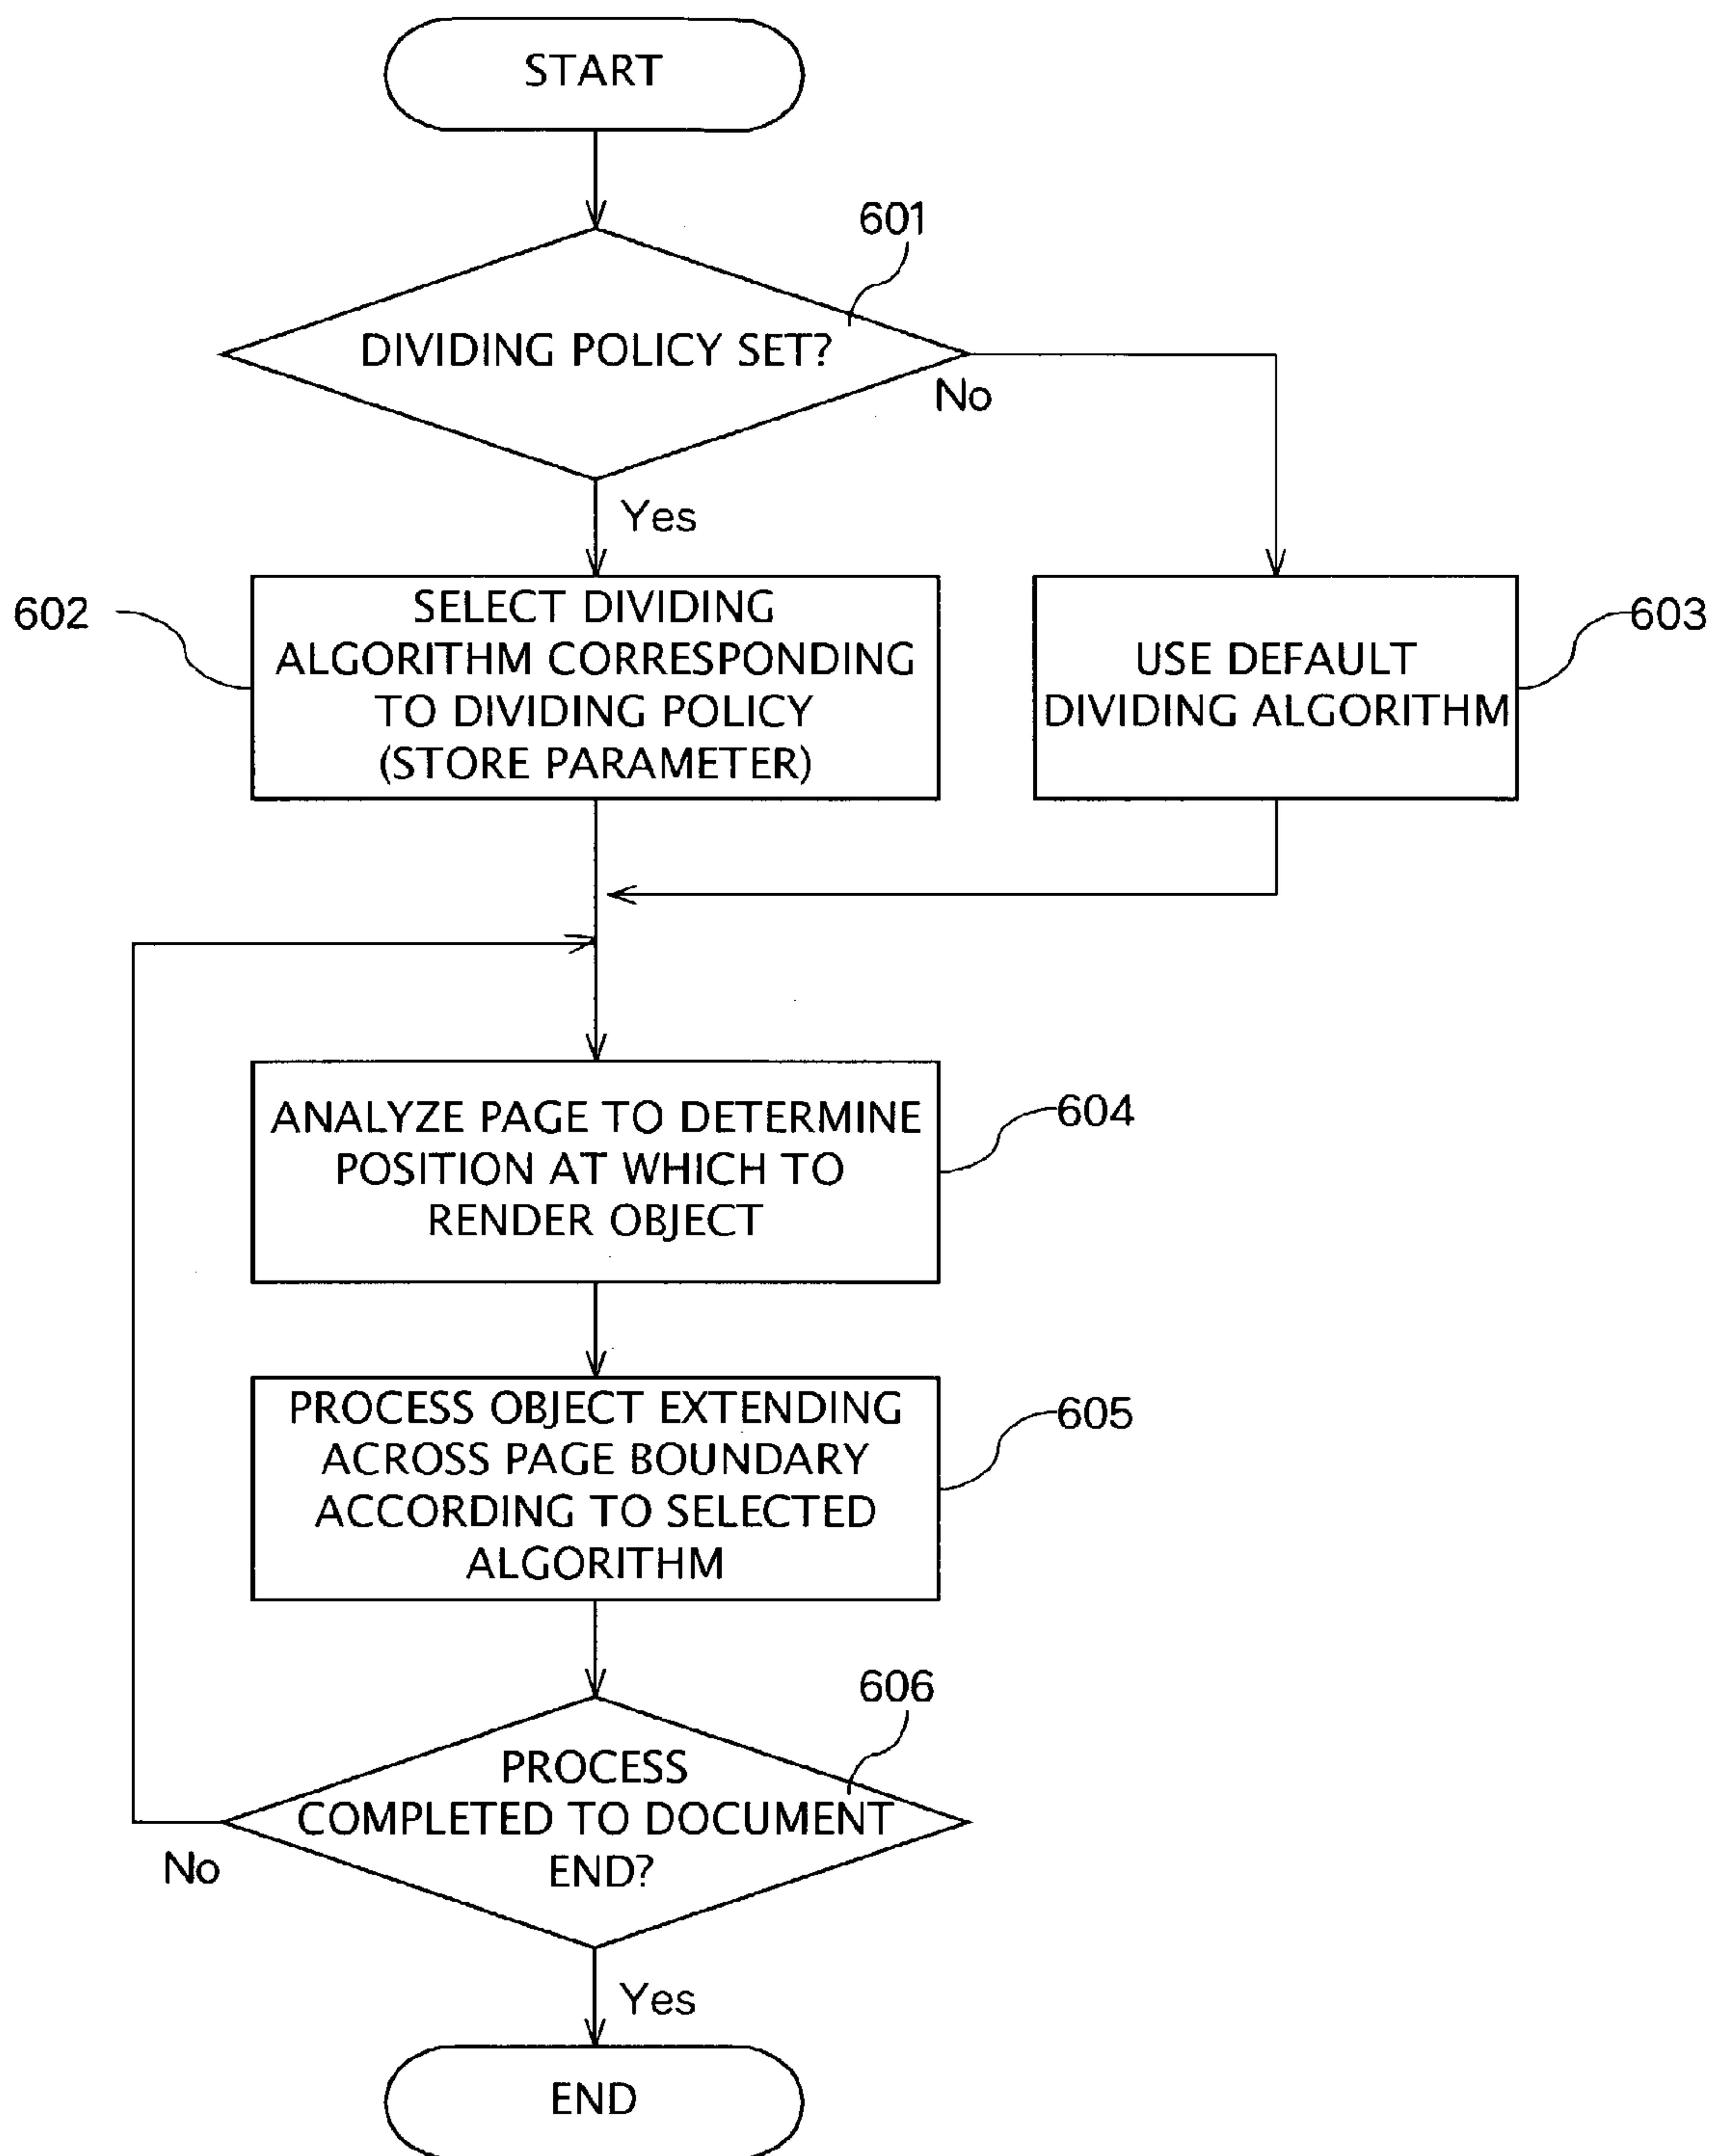 START
601
DIVIDING POLICY SET?
No
Yes
602
SELECT DIVIDING
ALGORITHM CORRESPONDING
TO DIVIDING POLICY
(STORE PARAMETER)
USE DEFAULT
DIVIDING ALGORITHM
603
ANALYZE PAGE TO DETERMINE
POSITION AT WHICH TO
RENDER OBJECT
604
PROCESS OBJECT EXTENDING
ACROSS PAGE BOUNDARY
ACCORDING TO SELECTED
ALGORITHM
605
606
PROCESS
COMPLETED TO DOCUMENT
END?
No
Yes
END